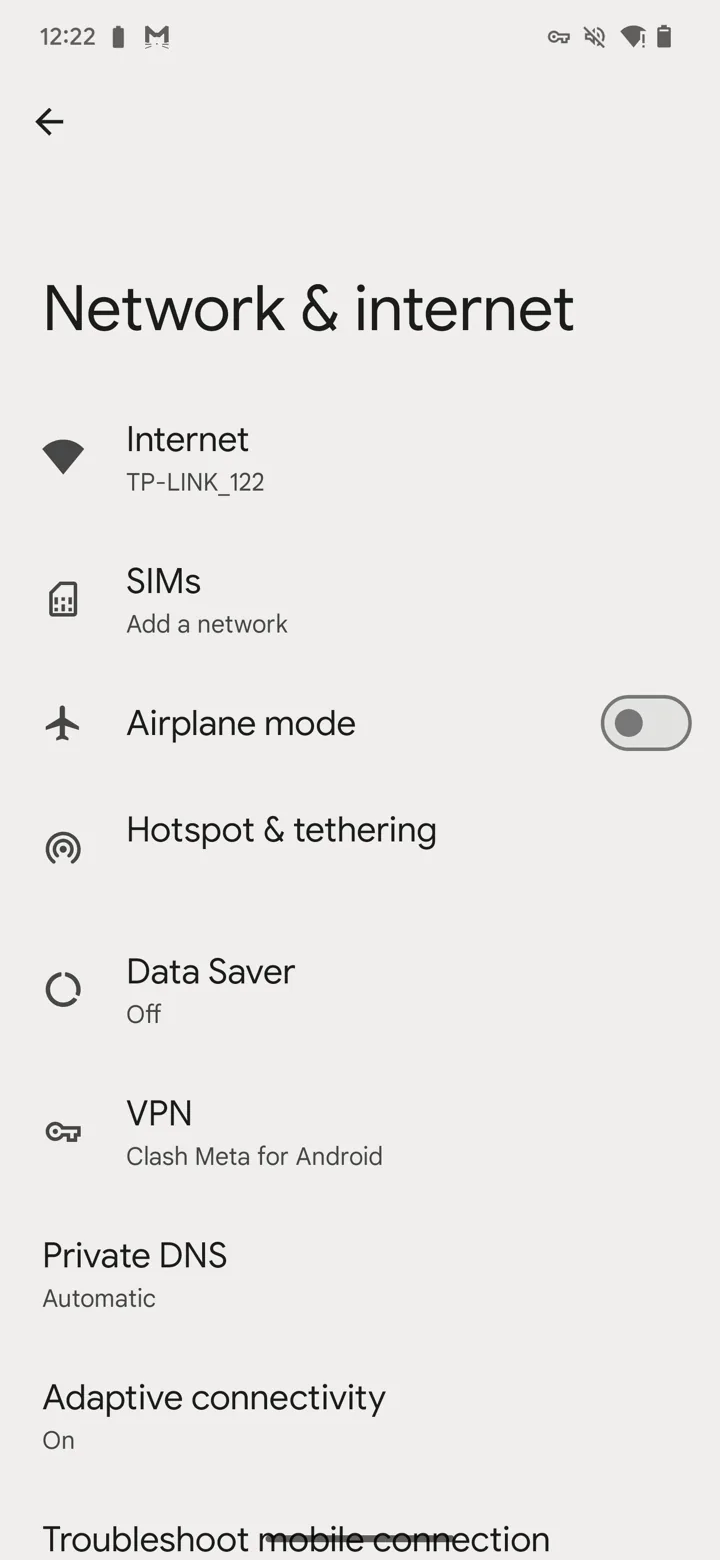 12:22
Network & internet
Internet
TP-LINK_122
SIMs
Add a network
Airplane mode
Hotspot & tethering
Data Saver
Off
VPN
Clash Meta for Android
Private DNS
Automatic
Adaptive connectivity
On
Troubleshoot mobile connection